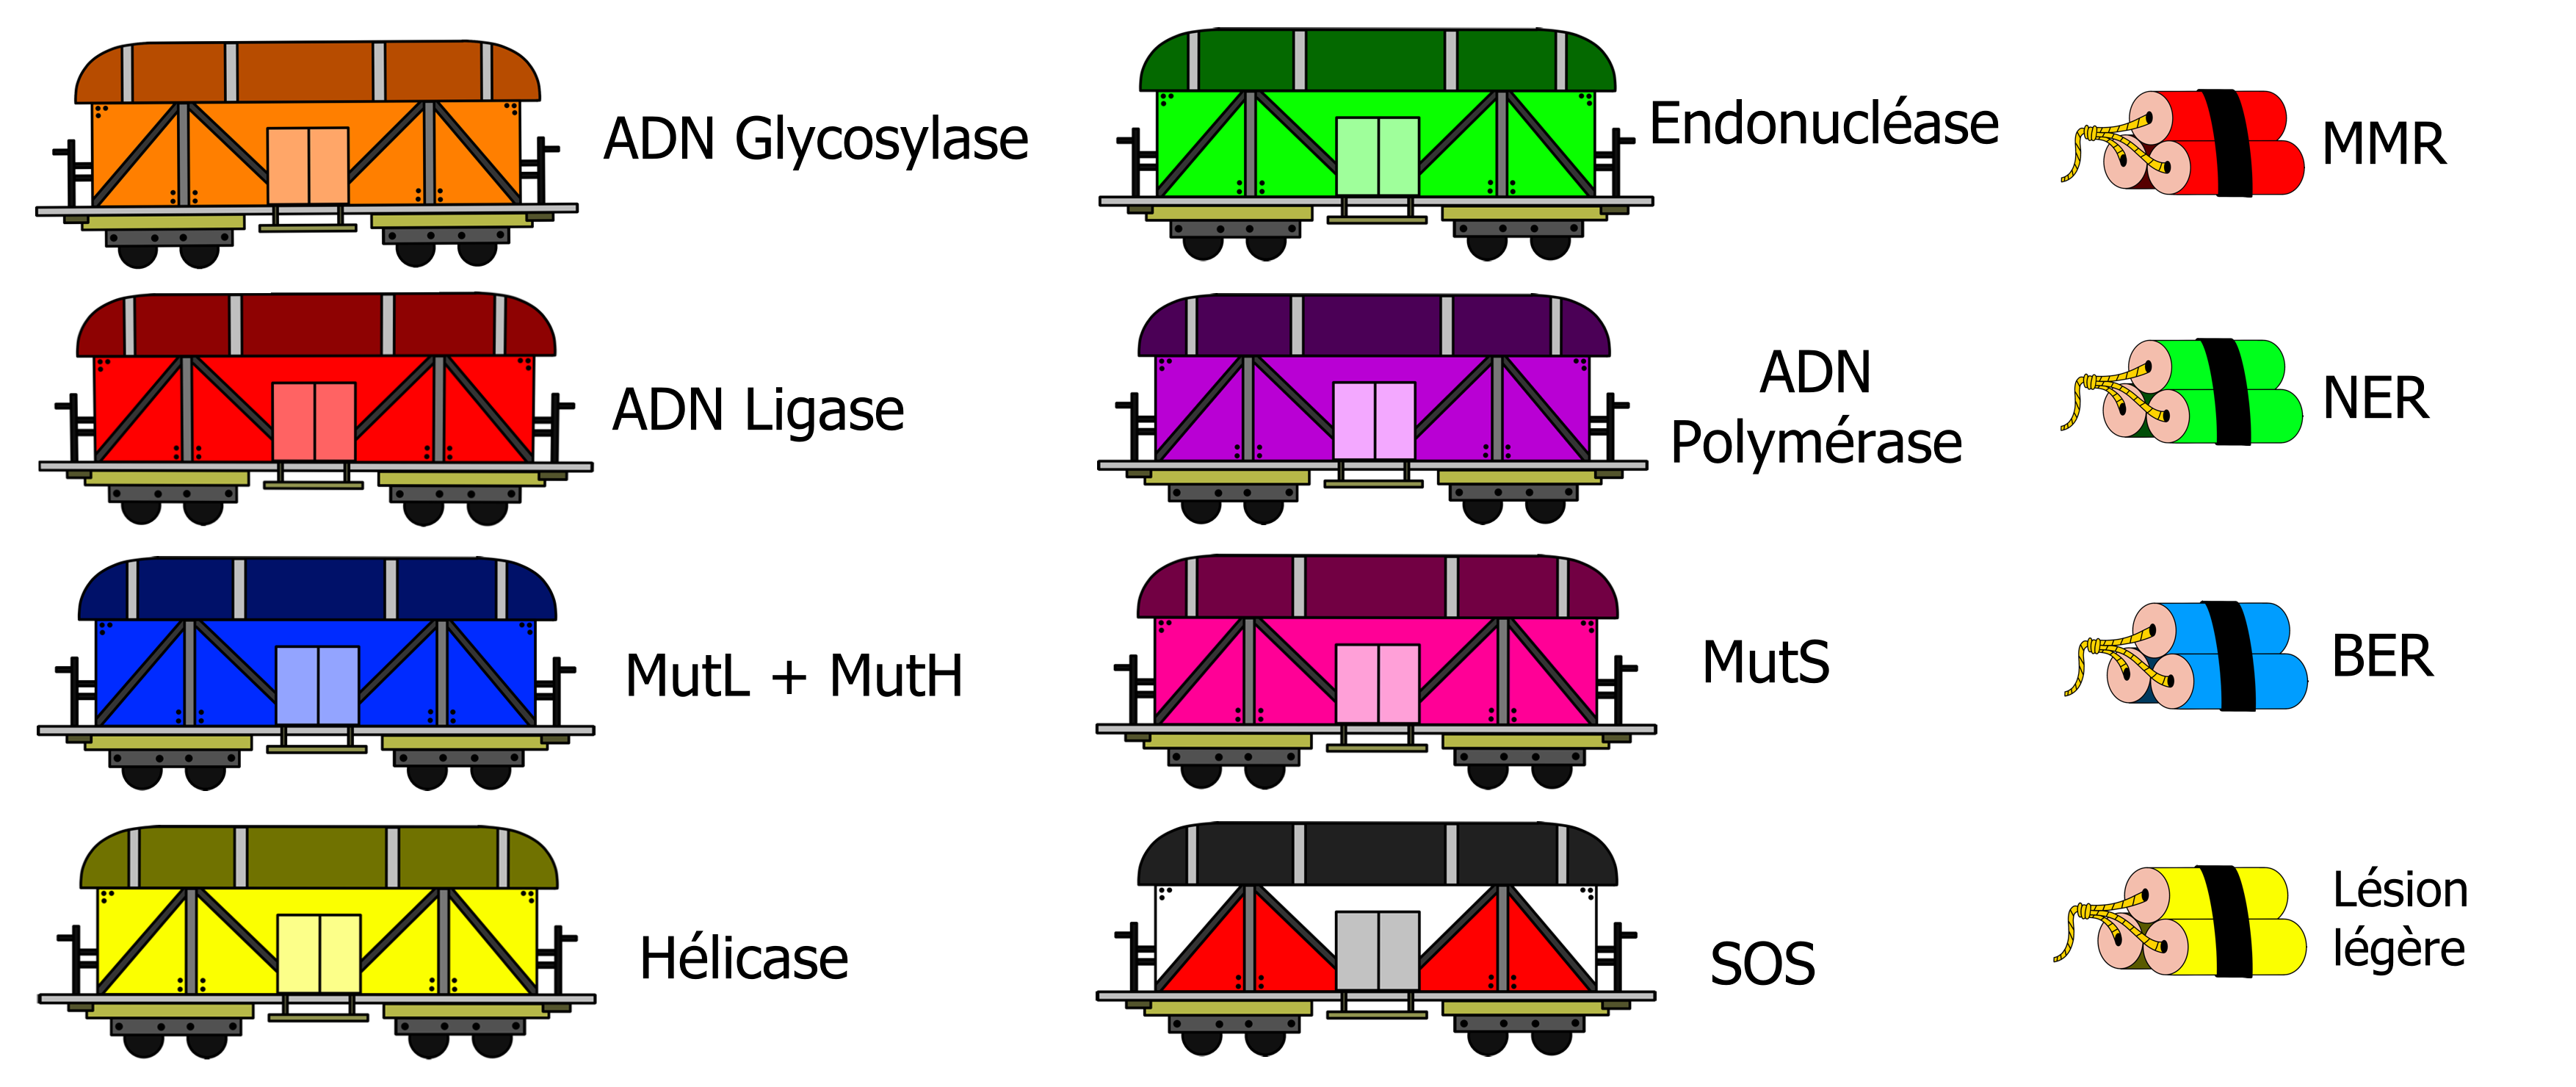 ADN Glycosylase
Endonucléase
MMR
ADN Ligase
ADN
Polymérase
NER
MutL + MutH
MutS
BER
Hélicase
SOS
Lésion
légère